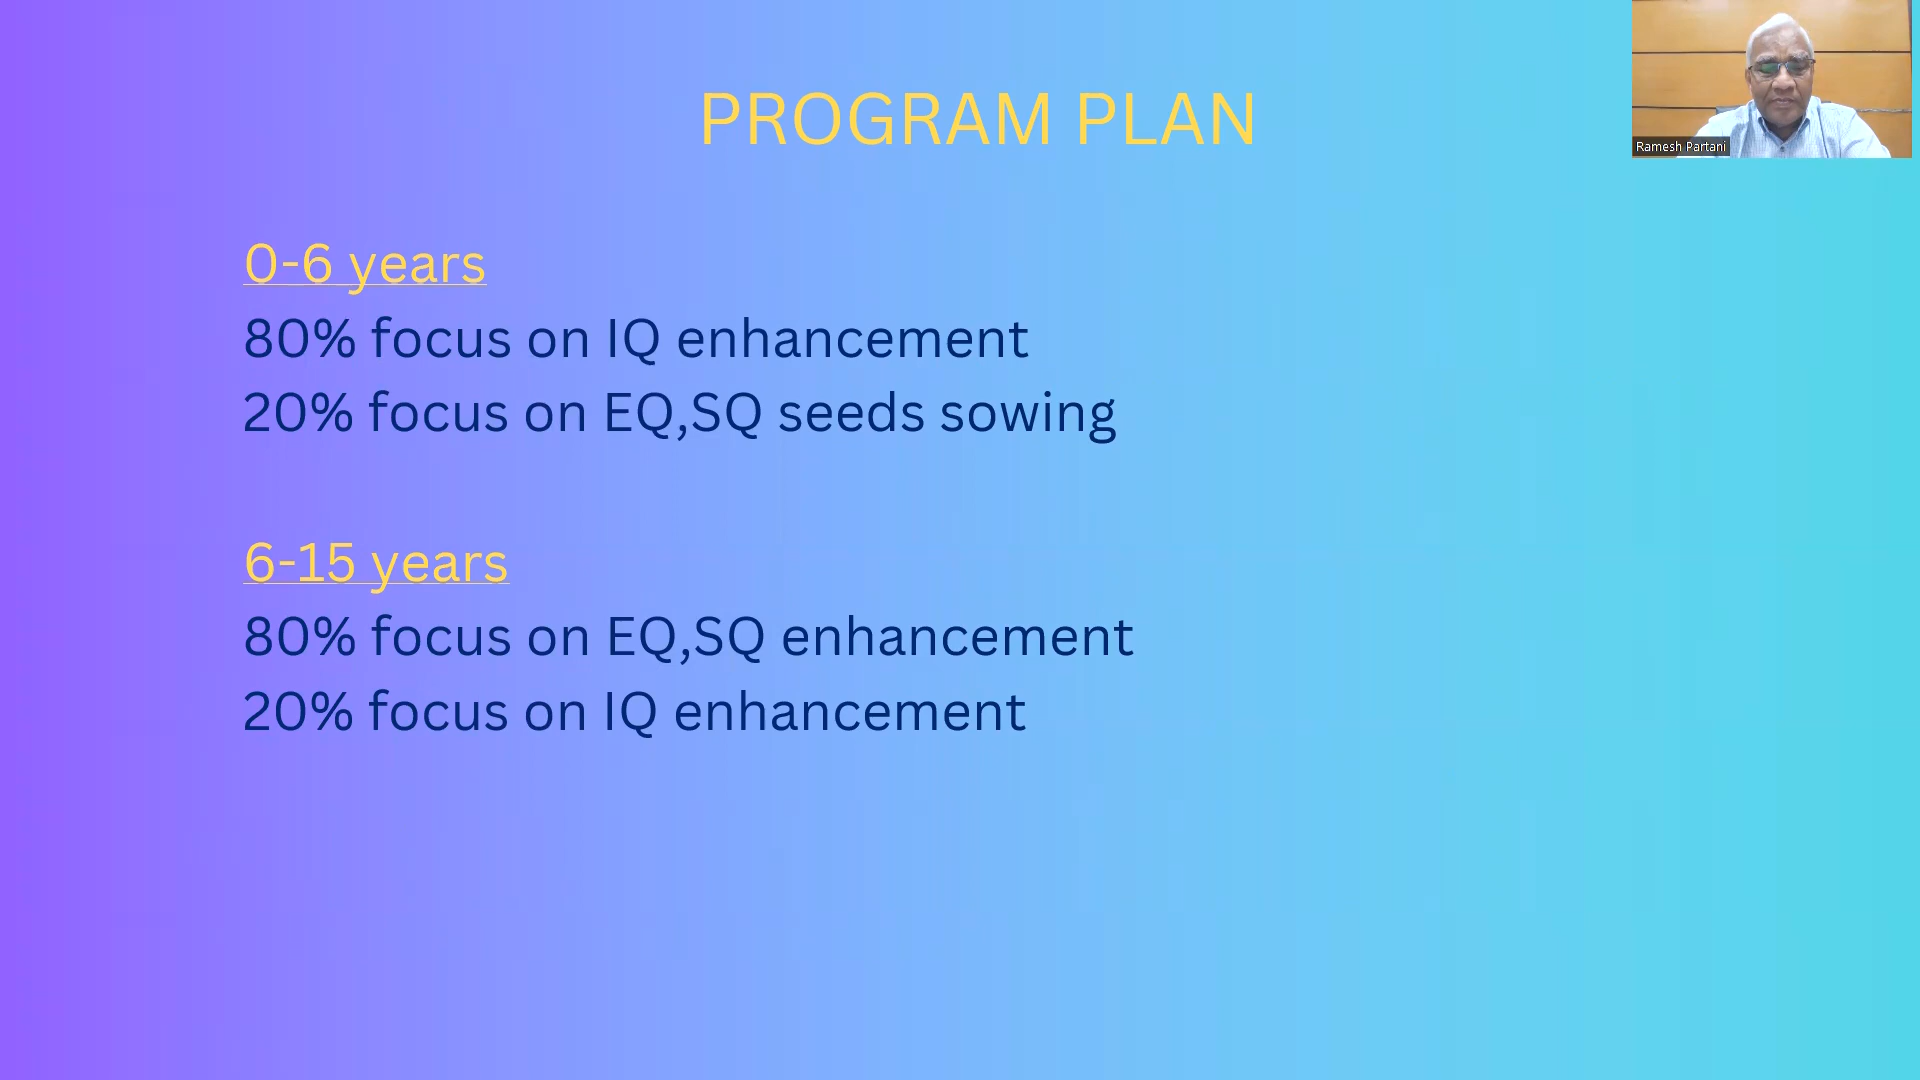 PROGRAM PLAN
Ramesh Partani
0-6 years
80% focus on IQ enhancement
20% focus on EQ,SQ seeds sowing
6-15 years
80% focus on EQ,SQ enhancement
20% focus on IQ enhancement